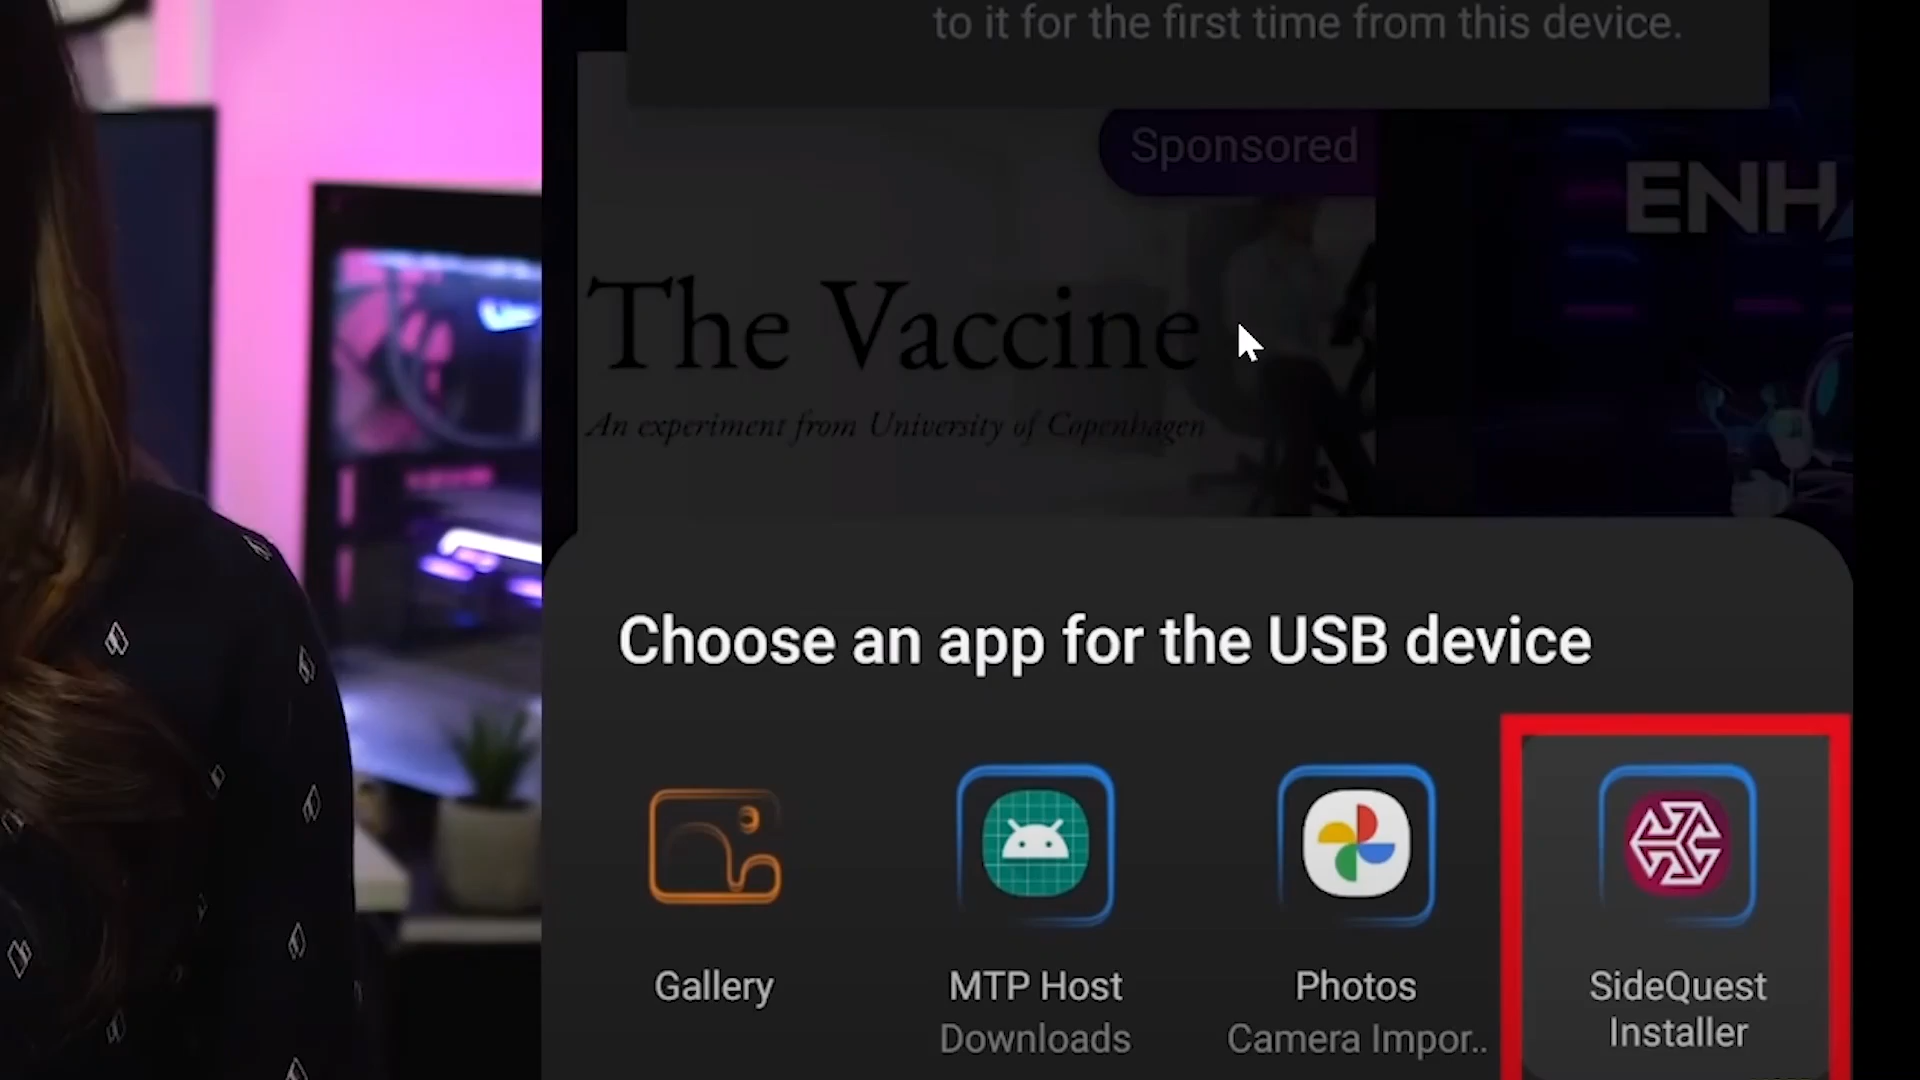 to it for the first time from this device.
Sponsored
ENH
The Vaccine
An experiment from University of Copenhagen
Choose an app for the USB device
Gallery
MTP Host
Downloads
Photos
Camera Impor..
SideQuest
Installer